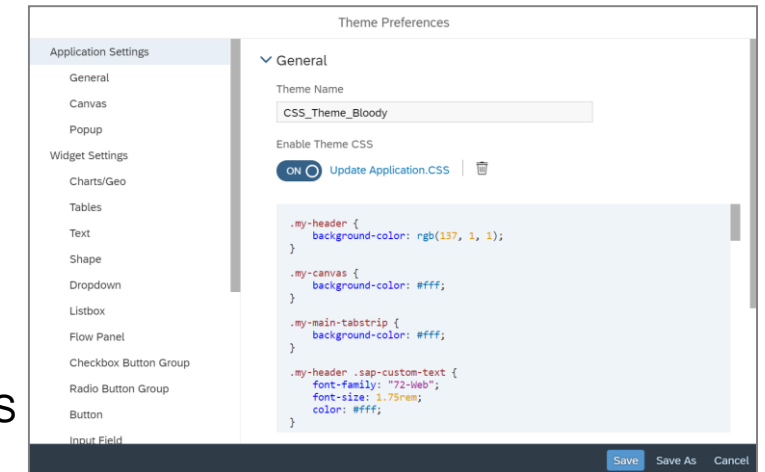 Theme Preferences
Application Settings
General
Canvas
Popup
Widget Settings
Charts/Geo
Tables
Text
Shape
Dropdown
Listbox
Flow Panel
Checkbox Button Group
Radio Button Group
Button
Input Field
General
Theme Name
CSS_Theme_Bloody
Enable Theme CSS
ON Update Application.CSS
.my-header {
background-color: rgb(137, 1, 1);
}
.my-canvas {
background-color: #fff;
}
.my-main-tabstrip {
background-color: #fff;
}
.my-header .sap-custom-text {
font-family: "72-Web";
font-size: 1.75rem;
color: #fff;
}
Save Save As Cancel
s